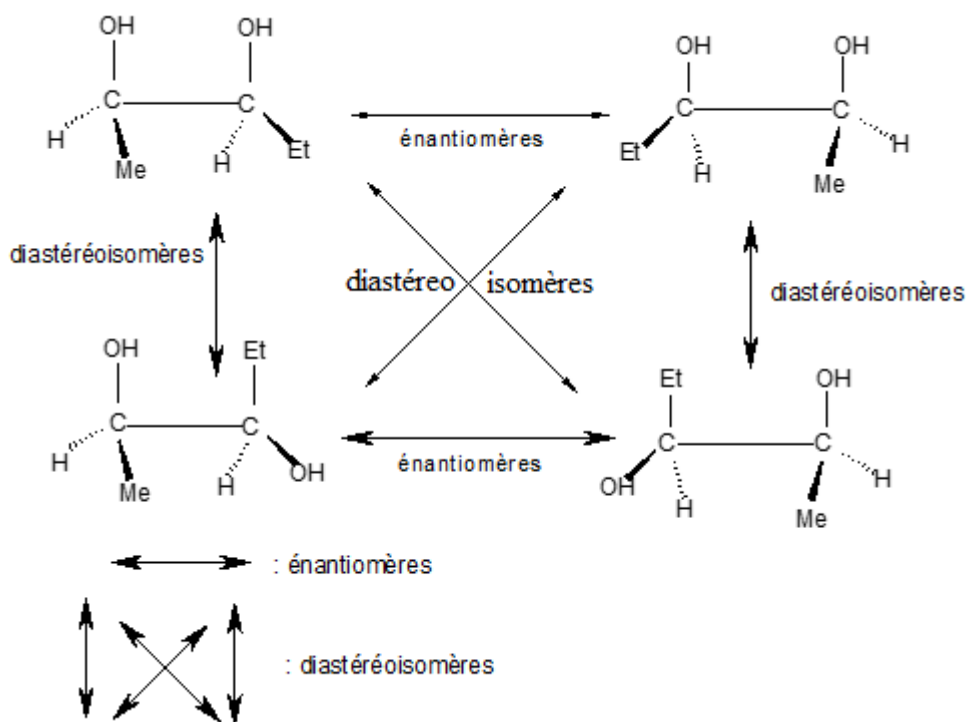 OH OH OH OH
C C énantiomères C C
H H Et Et H H
Me Me
diastéréoisomères diastéreo isomères diastéréoisomères
OH Et Et OH
C C énantiomères C C
H H OH OH H H
Me Me
: énantiomères
: diastéréoisomères